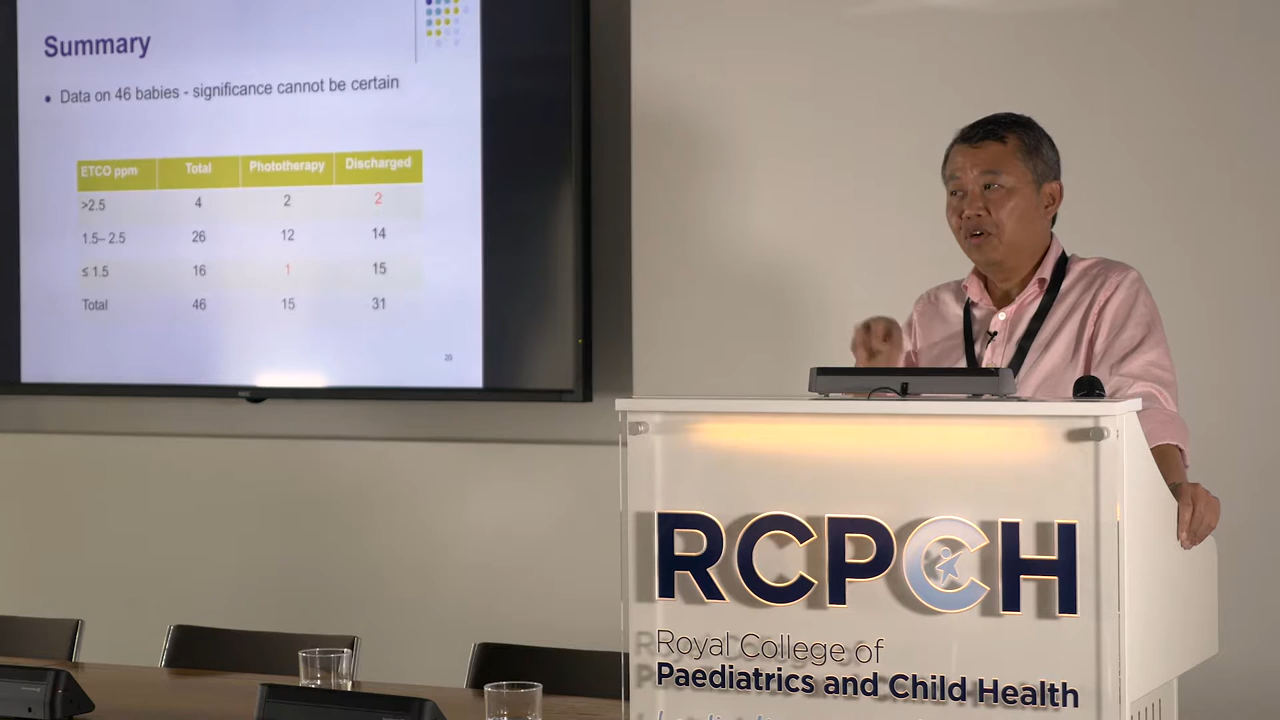 Summary
• Data on 46 babies - significance cannot be certain
ETCO ppm Total Phototherapy Discharged
>2.5 4 2 2
1.5– 2.5 26 12 14
≤ 1.5 16 1 15
Total 46 15 31
20
RCPCH
Royal College of
Paediatrics and Child Health